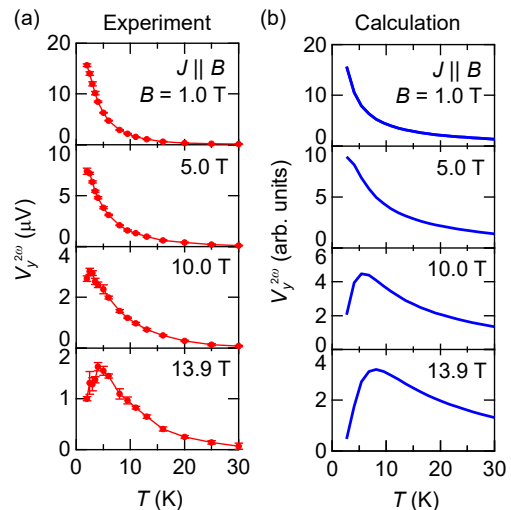 (a) Experiment
(b) Calculation
V_y^{2ω} (μV)
20
J || B
B = 1.0 T
10
0
10
5.0 T
5
0
4
10.0 T
2
0
2
13.9 T
1
0
0 10 20 30
T (K)
V_y^{2ω} (arb. units)
20
J || B
B = 1.0 T
10
0
10
5.0 T
5
0
6
10.0 T
4
2
0
4
13.9 T
2
0
0 10 20 30
T (K)